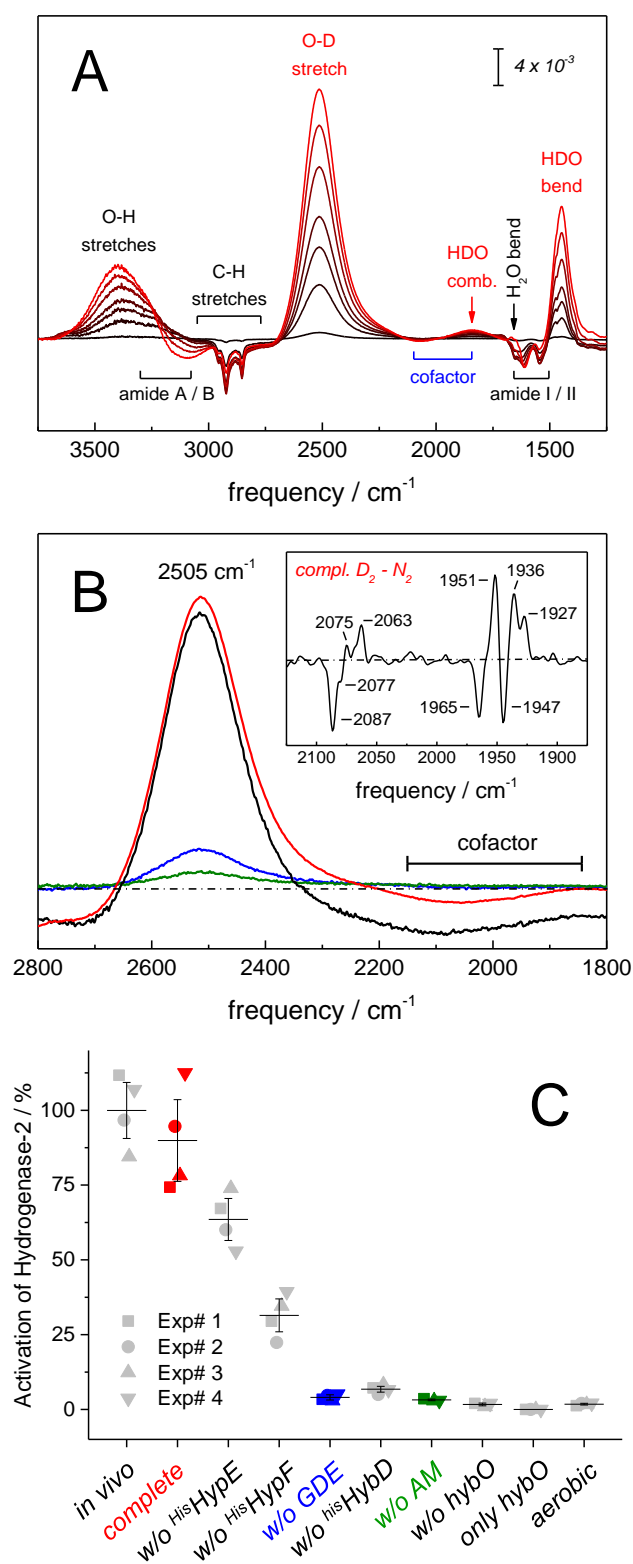 A
O-D
stretch
4 x 10⁻³
O-H
stretches
C-H
stretches
HDO
comb.
H₂O bend
HDO
bend
cofactor
amide A / B
amide I / II
3500 3000 2500 2000 1500
frequency / cm⁻¹
B
2505 cm⁻¹
compl. D₂ - N₂
1951
1936
2075
2063
1927
2077
2087
1965
1947
2100 2050 2000 1950 1900
frequency / cm⁻¹
cofactor
2800 2600 2400 2200 2000 1800
frequency / cm⁻¹
C
Activation of Hydrogenase-2 / %
100
75
50
25
0
Exp# 1
Exp# 2
Exp# 3
Exp# 4
in vivo
complete
w/o ᴴⁱˢHypE
w/o ᴴⁱˢHypF
w/o GDE
w/o ʰⁱˢHybD
w/o AM
w/o hybO
only hybO
aerobic